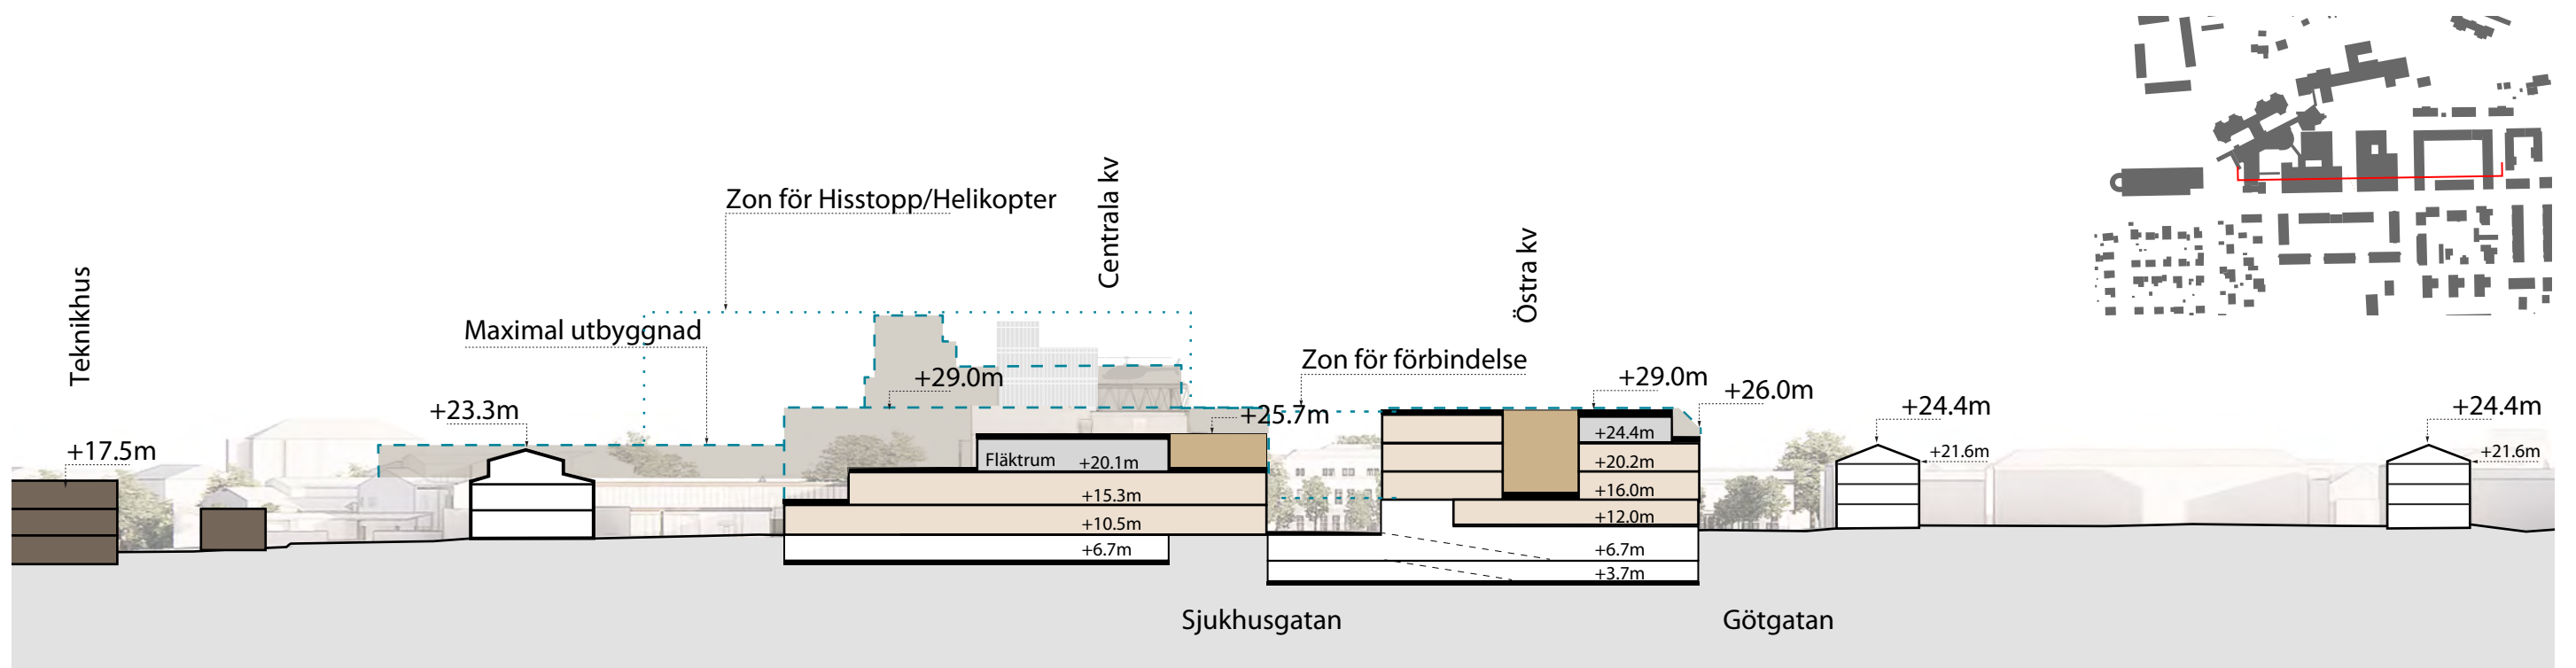 Zon för Hisstopp/Helikopter
Centrala kv
Östra kv
Teknikhus
Maximal utbyggnad
Zon för förbindelse
+29.0m
+29.0m
+26.0m
+23.3m
+25.7m
+24.4m
+24.4m
+17.5m
+21.6m
+21.6m
Fläktrum
+20.1m
+15.3m
+10.5m
+6.7m
+24.4m
+20.2m
+16.0m
+12.0m
+6.7m
+3.7m
Sjukhusgatan
Götgatan